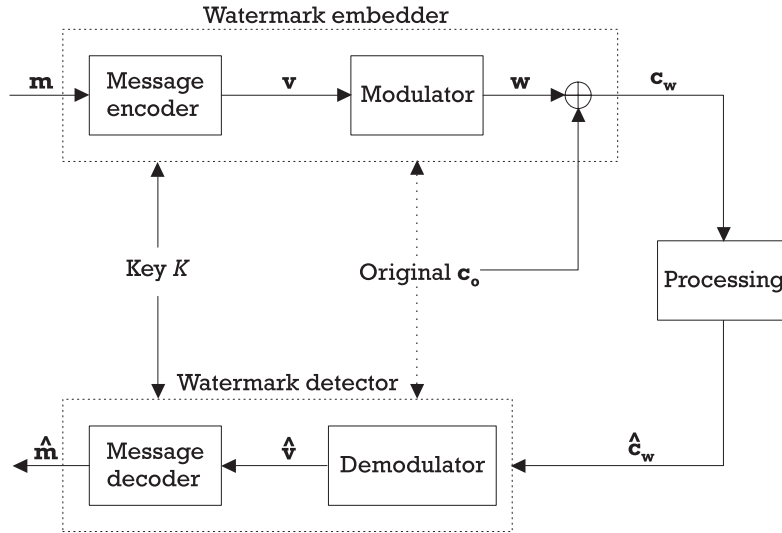 Watermark embedder
m
Message
encoder
v
Modulator
w
c_w
Key K
Original c_o
Processing
Watermark detector
m̂
Message
decoder
v̂
Demodulator
ĉ_w